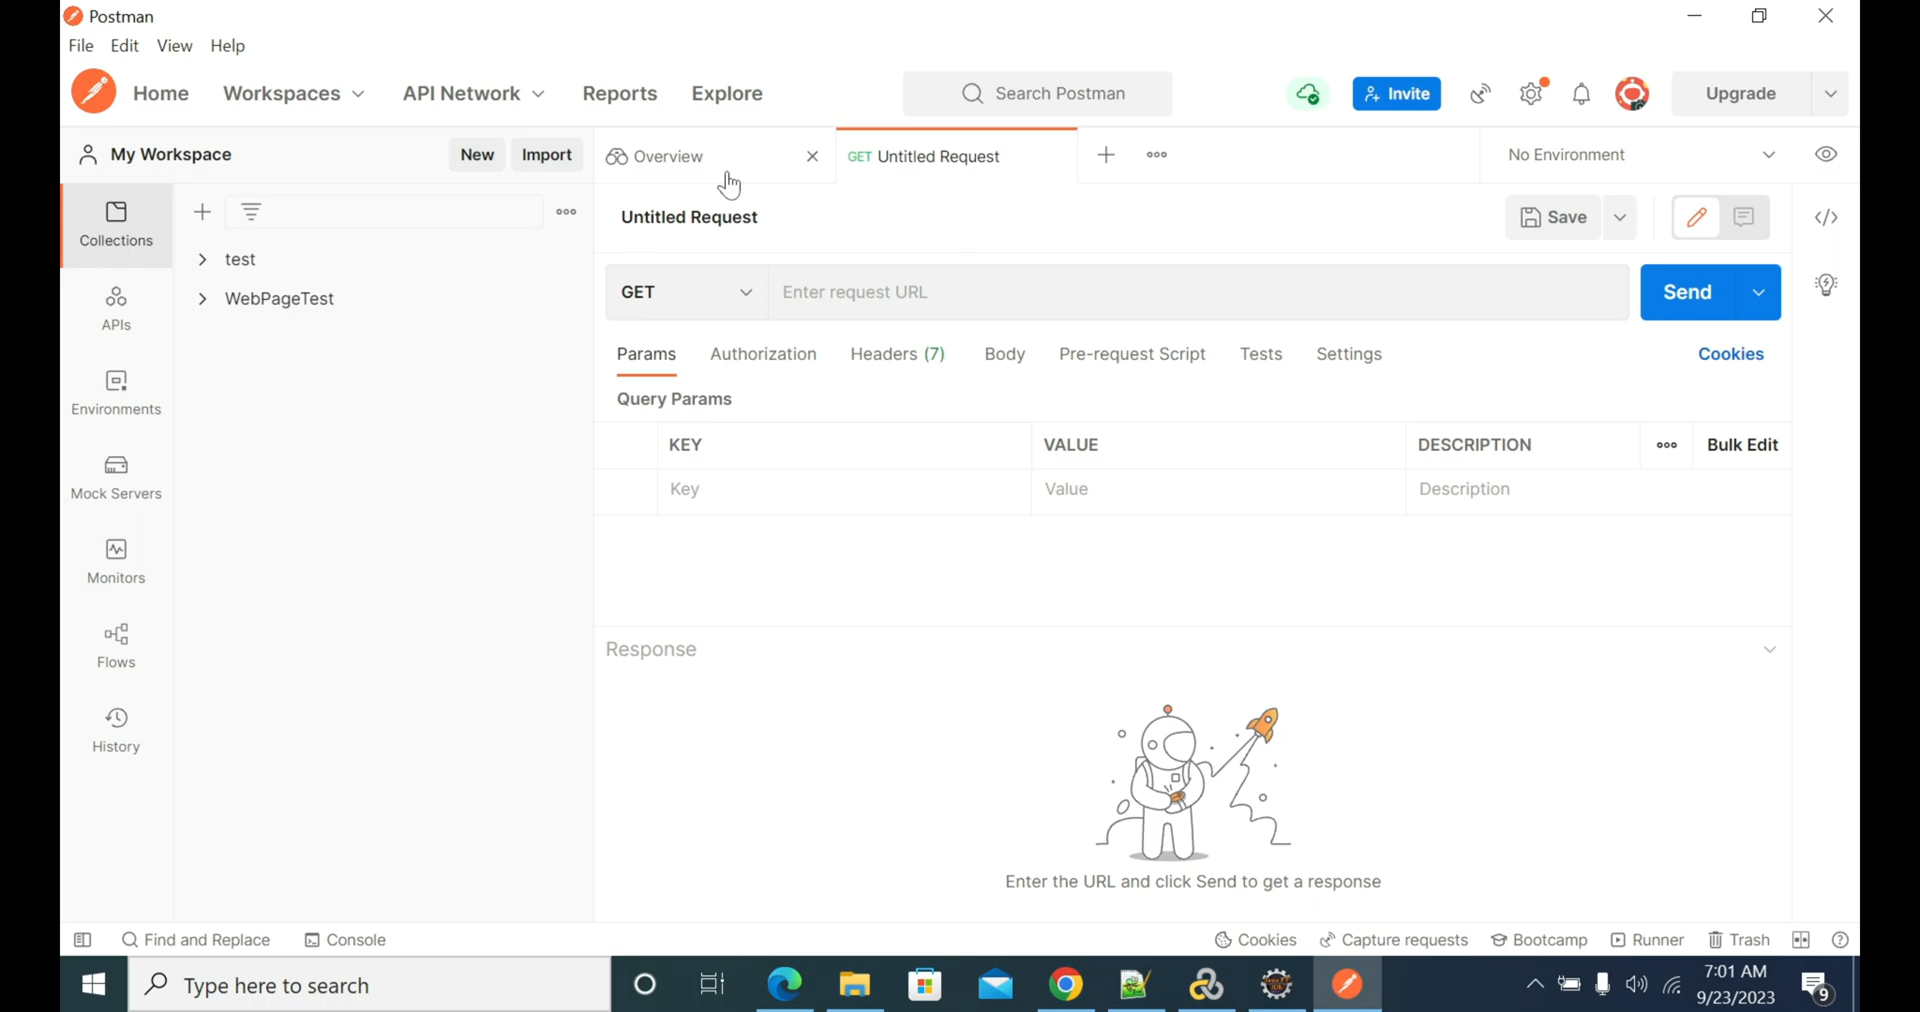 Postman
File Edit View Help
Home Workspaces API Network Reports Explore Search Postman Invite Upgrade
My Workspace New Import Overview GET Untitled Request No Environment
Untitled Request Save
Collections
test
WebPageTest
GET Enter request URL Send
APIs
Params Authorization Headers (7) Body Pre-request Script Tests Settings Cookies
Query Params
Environments
KEY VALUE DESCRIPTION Bulk Edit
Key Value Description
Mock Servers
Monitors
Response
Flows
History
Enter the URL and click Send to get a response
Find and Replace Console Cookies Capture requests Bootcamp Runner Trash
Type here to search
7:01 AM
9/23/2023
9